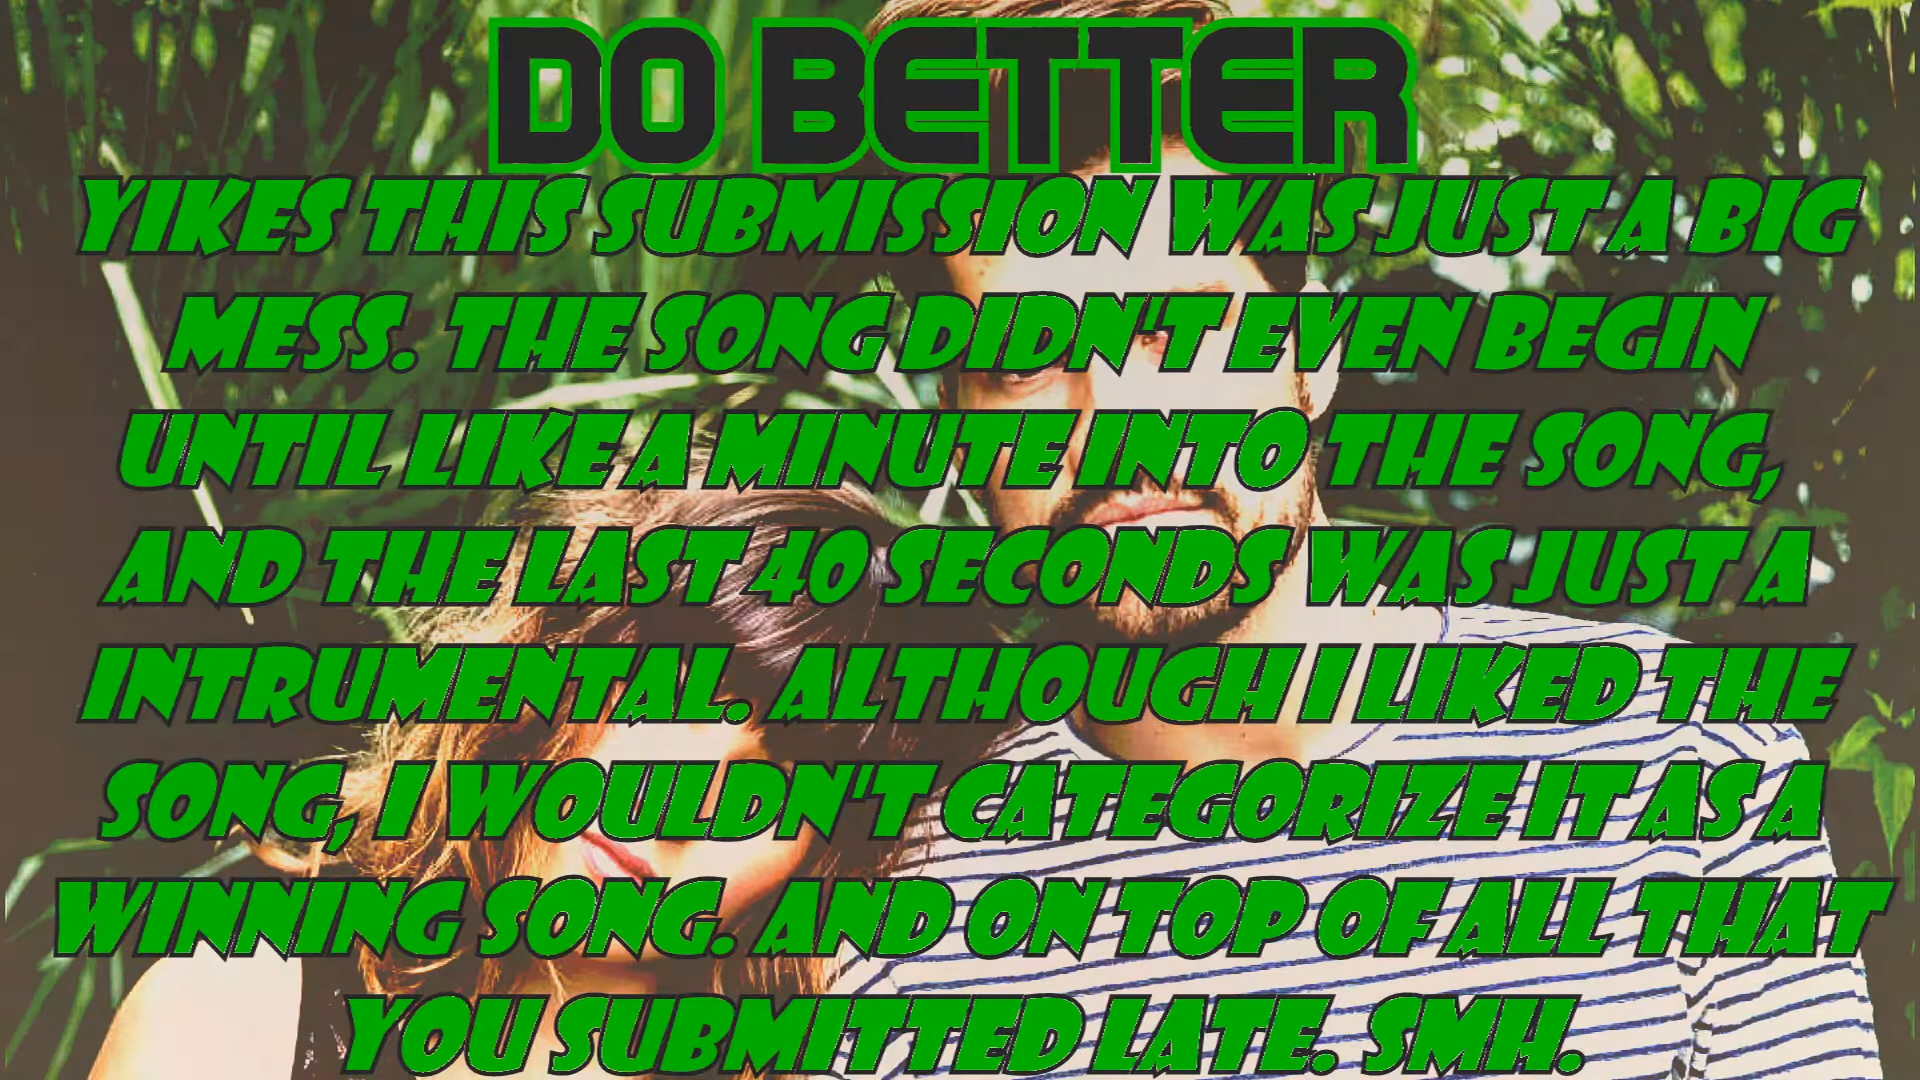 DO BETTER
YIKES THIS SUBMISSION WAS JUST A BIG
MESS. THE SONG DIDN'T EVEN BEGIN
UNTIL LIKE A MINUTE INTO THE SONG,
AND THE LAST 40 SECONDS WAS JUST A
INTRUMENTAL. ALTHOUGH I LIKED THE
SONG, I WOULDN'T CATEGORIZE IT AS A
WINNING SONG. AND ON TOP OF ALL THAT
YOU SUBMITTED LATE. SMH.